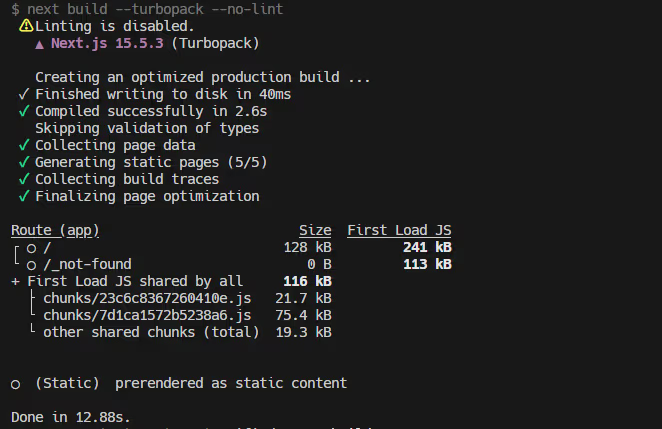 $ next build --turbopack --no-lint
⚠ Linting is disabled.
▲ Next.js 15.5.3 (Turbopack)
Creating an optimized production build ...
✓ Finished writing to disk in 40ms
✓ Compiled successfully in 2.6s
Skipping validation of types
✓ Collecting page data
✓ Generating static pages (5/5)
✓ Collecting build traces
✓ Finalizing page optimization
Route (app) Size First Load JS
┌ ○ / 128 kB 241 kB
└ ○ /_not-found 0 B 113 kB
+ First Load JS shared by all 116 kB
├ chunks/23c6c8367260410e.js 21.7 kB
└ chunks/7d1ca1572b5238a6.js 75.4 kB
└ other shared chunks (total) 19.3 kB
○ (Static) prerendered as static content
Done in 12.88s.